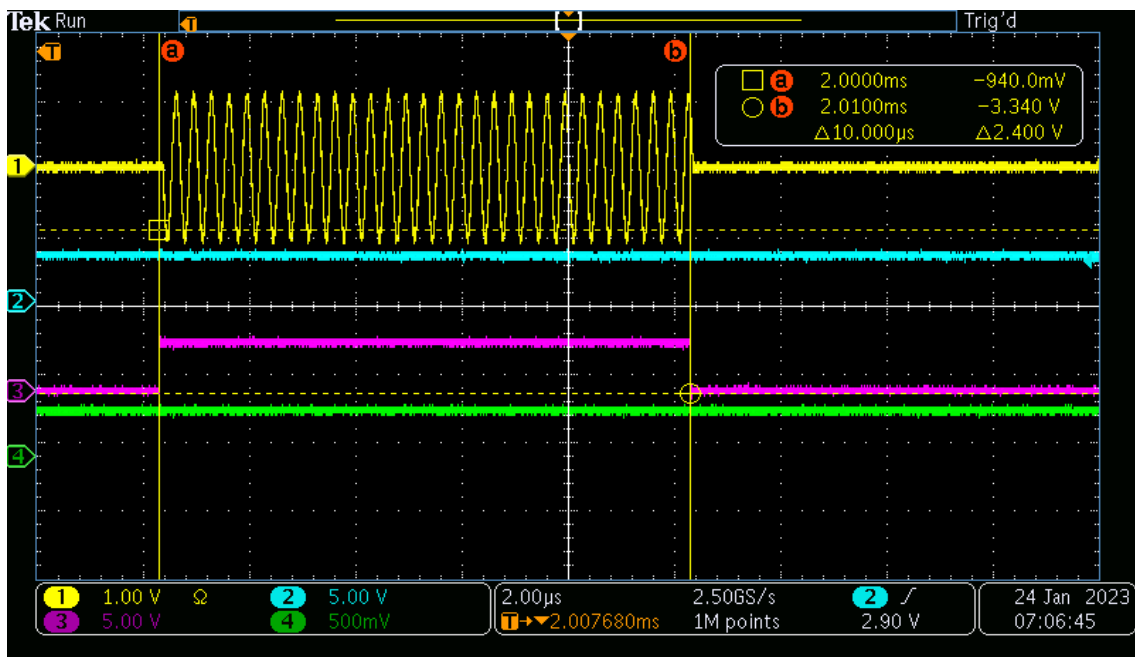 Tek Run Trig'd
T
T a b
a 2.0000ms −940.0mV
b 2.0100ms −3.340 V
Δ10.000µs Δ2.400 V
1
2
3
4
1 1.00 V Ω 2 5.00 V 2.00µs 2.50GS/s 2 / 24 Jan 2023
3 5.00 V 4 500mV T→▼2.007680ms 1M points 2.90 V 07:06:45